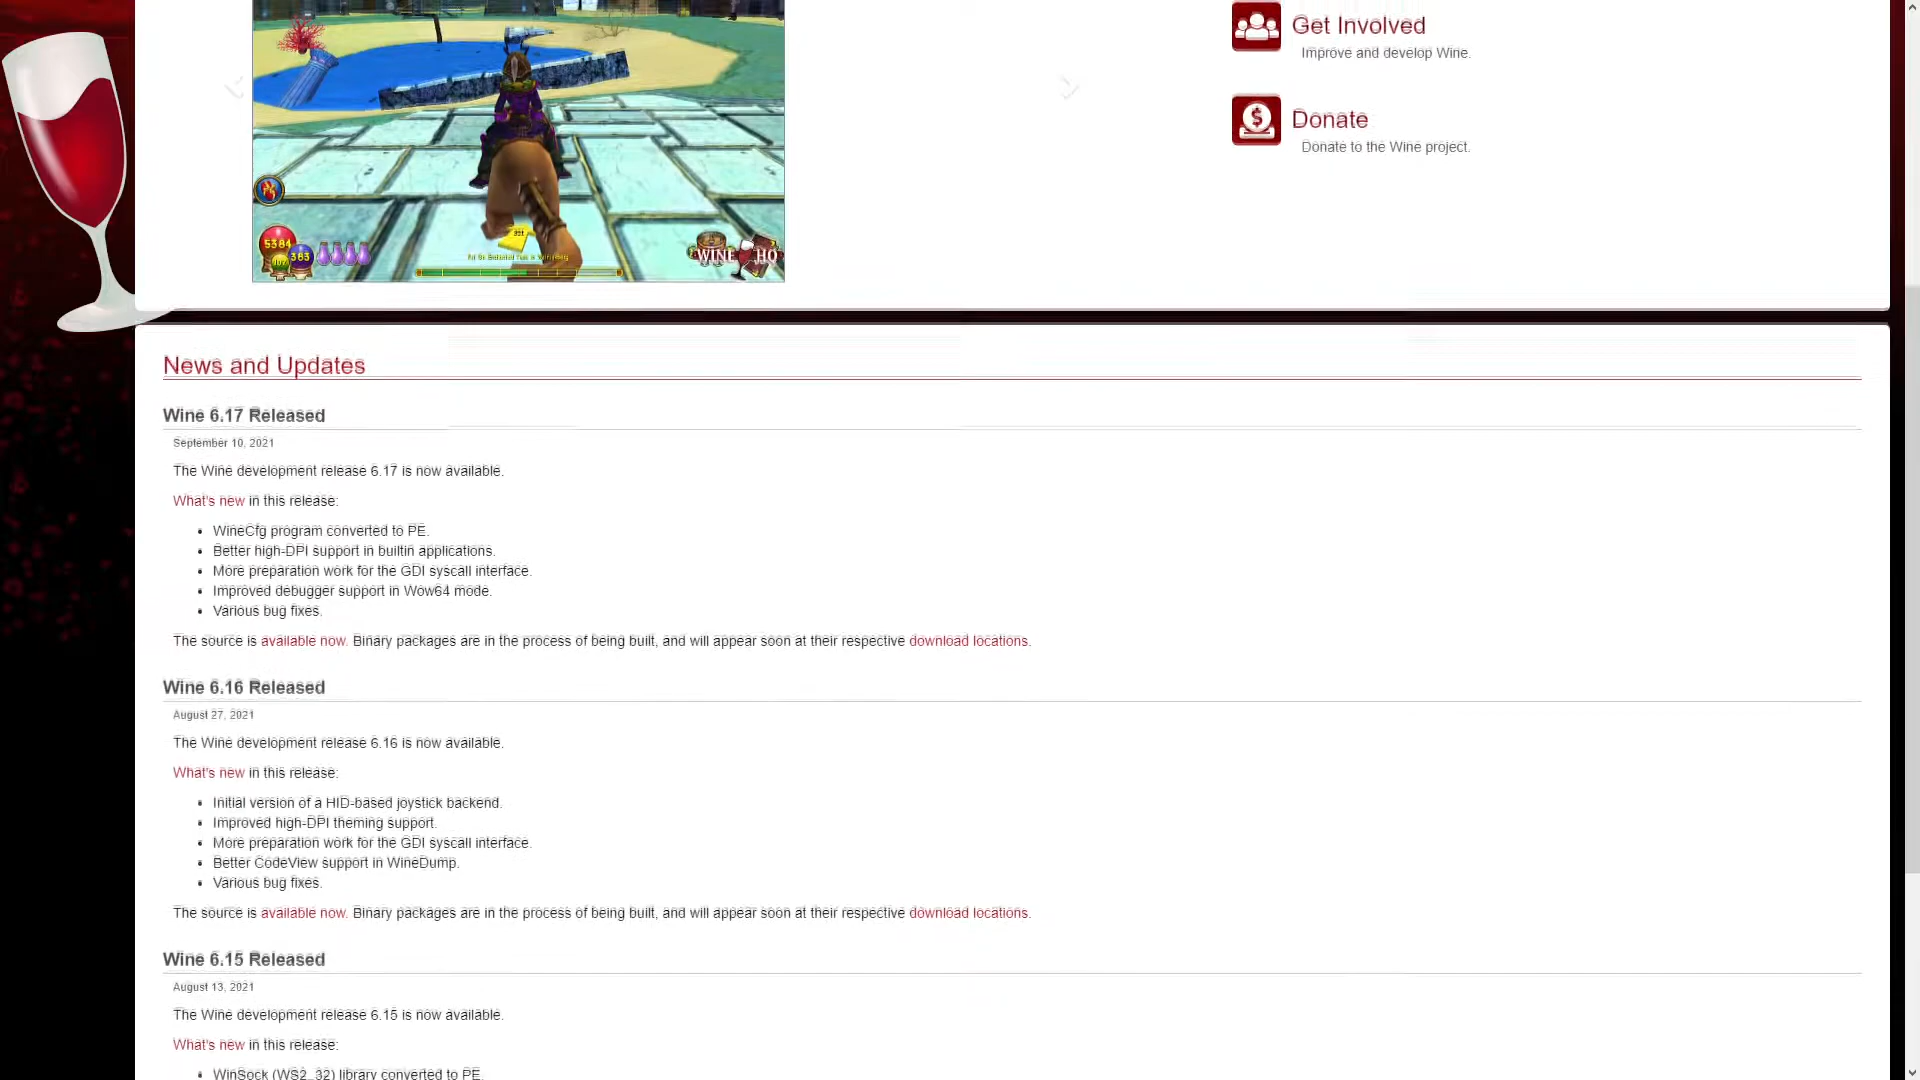 Get Involved
Improve and develop Wine.
Donate
Donate to the Wine project.
5384
383
WINE HQ
News and Updates
Wine 6.17 Released
September 10, 2021
The Wine development release 6.17 is now available.
What's new in this release:
WineCfg program converted to PE.
Better high-DPI support in builtin applications.
More preparation work for the GDI syscall interface.
Improved debugger support in Wow64 mode.
Various bug fixes.
The source is available now. Binary packages are in the process of being built, and will appear soon at their respective download locations.
Wine 6.16 Released
August 27, 2021
The Wine development release 6.16 is now available.
What's new in this release:
Initial version of a HID-based joystick backend.
Improved high-DPI theming support.
More preparation work for the GDI syscall interface.
Better CodeView support in WineDump.
Various bug fixes.
The source is available now. Binary packages are in the process of being built, and will appear soon at their respective download locations.
Wine 6.15 Released
August 13, 2021
The Wine development release 6.15 is now available.
What's new in this release:
WinSock (WS2_32) library converted to PE.